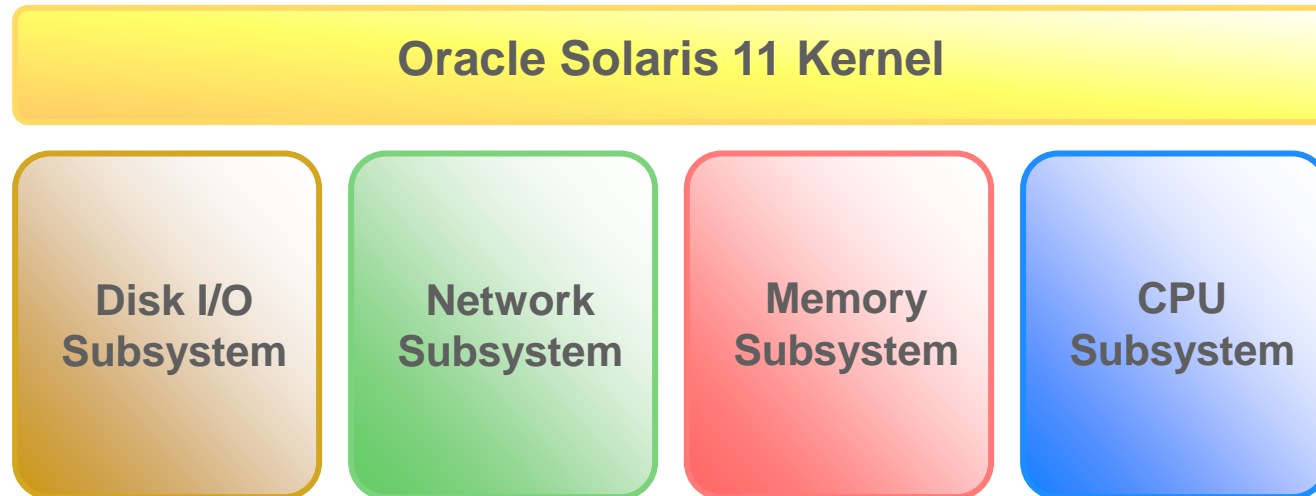 Oracle Solaris 11 Kernel
Disk I/O
Subsystem
Network
Subsystem
Memory
Subsystem
CPU
Subsystem